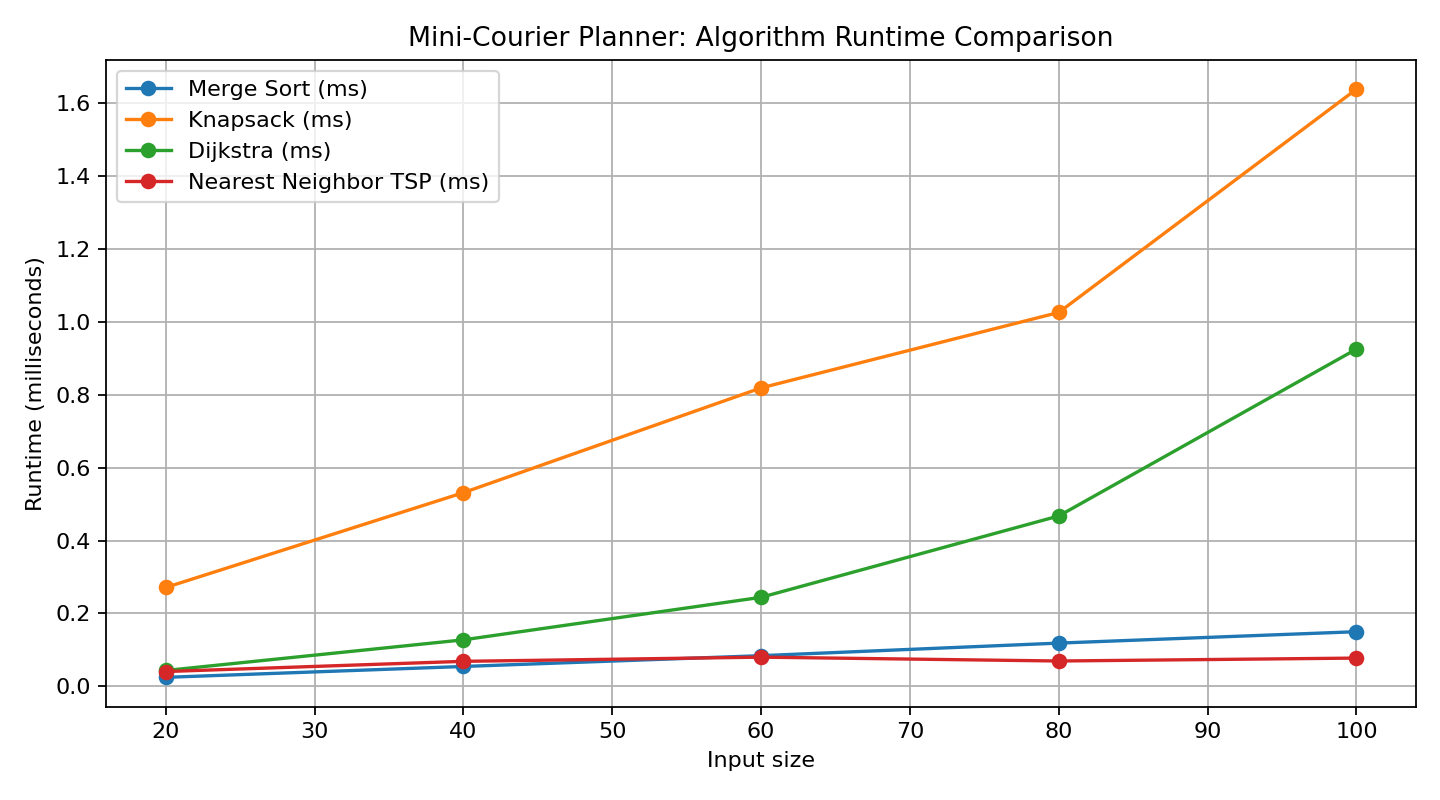 Mini-Courier Planner: Algorithm Runtime Comparison
Merge Sort (ms)
Knapsack (ms)
Dijkstra (ms)
Nearest Neighbor TSP (ms)
Runtime (milliseconds)
1.6
1.4
1.2
1.0
0.8
0.6
0.4
0.2
0.0
20 30 40 50 60 70 80 90 100
Input size